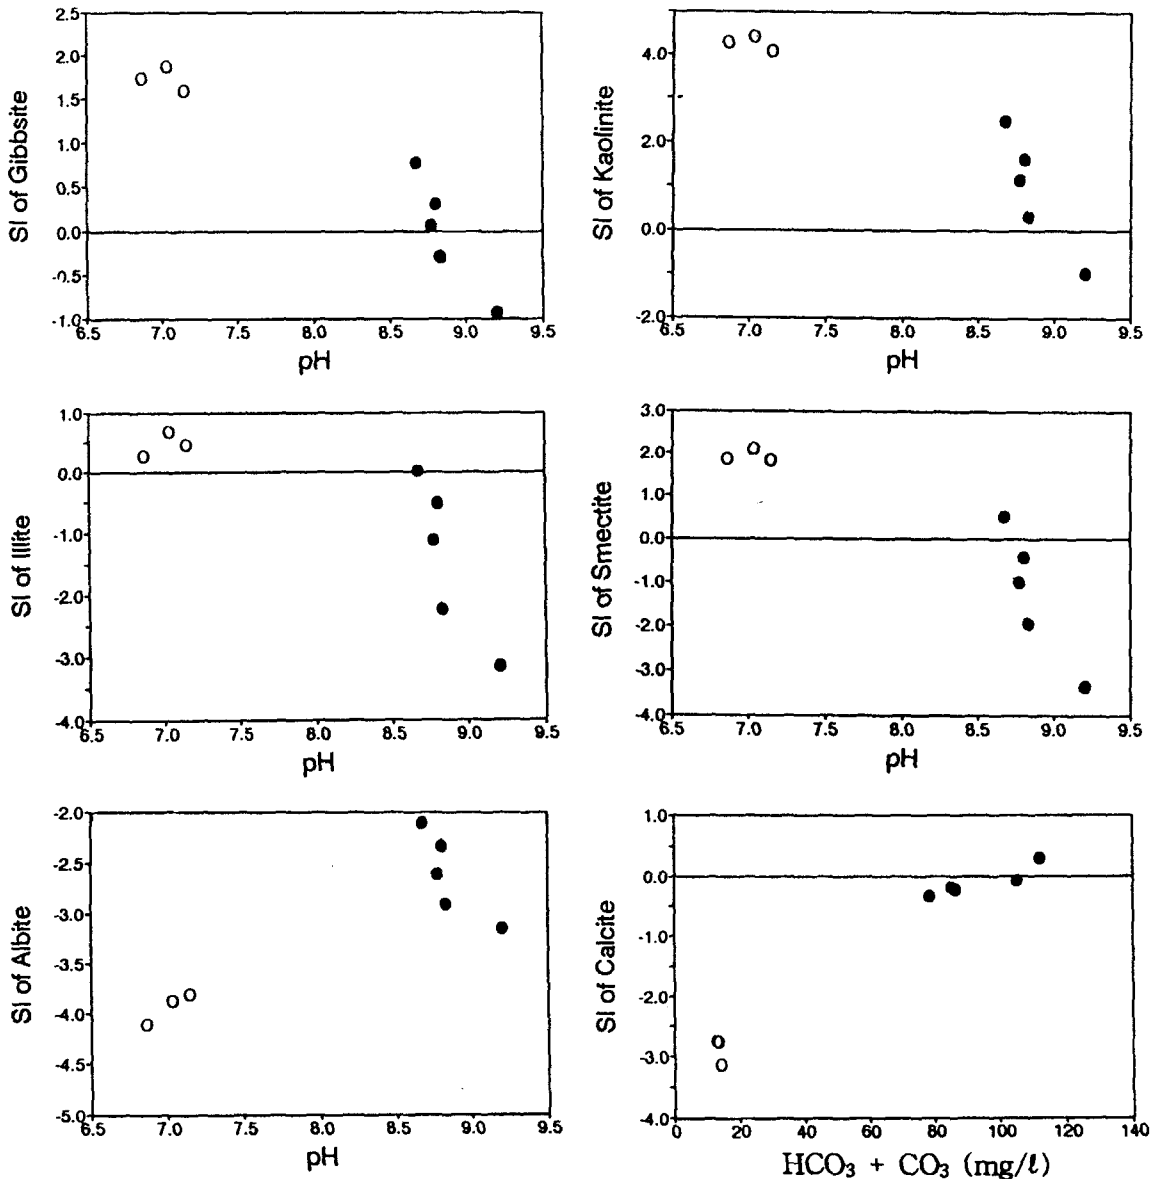 2.5
2.0
1.5
1.0
0.5
0.0
-0.5
-1.0
SI of Gibbsite
6.5 7.0 7.5 8.0 8.5 9.0 9.5
pH
4.0
2.0
0.0
-2.0
SI of Kaolinite
6.5 7.0 7.5 8.0 8.5 9.0 9.5
pH
1.0
0.0
-1.0
-2.0
-3.0
-4.0
SI of Illite
6.5 7.0 7.5 8.0 8.5 9.0 9.5
pH
3.0
2.0
1.0
0.0
-1.0
-2.0
-3.0
-4.0
SI of Smectite
6.5 7.0 7.5 8.0 8.5 9.0 9.5
pH
-2.0
-2.5
-3.0
-3.5
-4.0
-4.5
-5.0
SI of Albite
6.5 7.0 7.5 8.0 8.5 9.0 9.5
pH
1.0
0.0
-1.0
-2.0
-3.0
-4.0
SI of Calcite
0 20 40 60 80 100 120 140
HCO₃ + CO₃ (mg/ℓ)